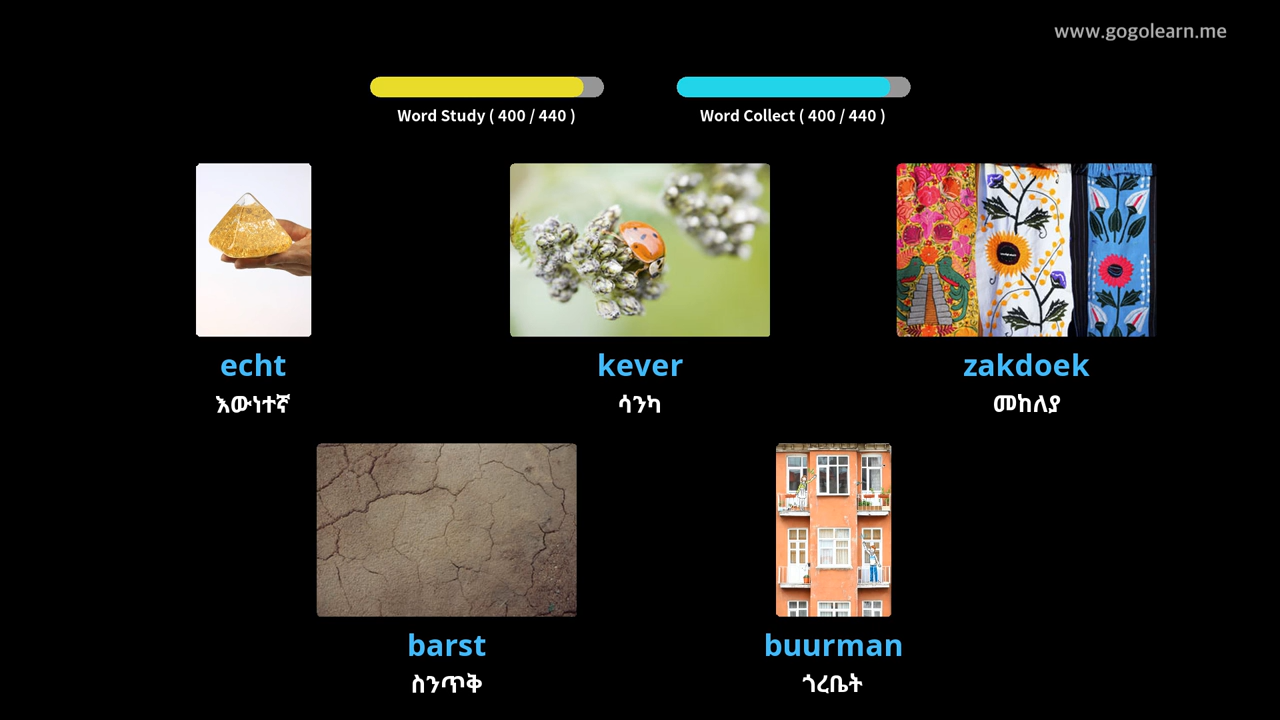 www.gogolearn.me
Word Study ( 400 / 440 )
Word Collect ( 400 / 440 )
echt
እውነተኛ
kever
ሳንካ
zakdoek
መከለያ
barst
ስንጥቅ
buurman
ጎረቤት